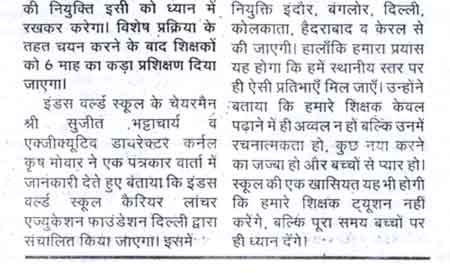 की नियुक्ति इसी को ध्यान में
रखकर करेगा। विशेष प्रक्रिया के
तहत चयन करने के बाद शिक्षकों
को 6 माह का कड़ा प्रशिक्षण दिया
जाएगा।
इंडस वर्ल्ड स्कूल के चेयरमैन
श्री सुजीत भट्टाचार्य व
एक्जीक्यूटिव डायरेक्टर कर्नल
कृष मोवार ने एक पत्रकार वार्ता में
जानकारी देते हुए बताया कि इंडस
वर्ल्ड स्कूल कैरियर लांचर
एज्युकेशन फाउंडेशन दिल्ली द्वारा
संचालित किया जाएगा। इसमें
नियुक्ति इंदौर, बंगलोर, दिल्ली,
कोलकाता, हैदराबाद व केरल से
की जाएगी। हालाँकि हमारा प्रयास
यह होगा कि हमें स्थानीय स्तर पर
ही ऐसी प्रतिभाएँ मिल जाएँ। उन्होंने
बताया कि हमारे शिक्षक केवल
पढ़ाने में ही अव्वल न हों बल्कि उनमें
रचनात्मकता हो, कुछ नया करने
का जज्बा हो और बच्चों से प्यार हो।
स्कूल की एक खासियत यह भी होगी
कि हमारे शिक्षक ट्यूशन नहीं
करेंगे, बल्कि पूरा समय बच्चों पर
ही ध्यान देंगे।